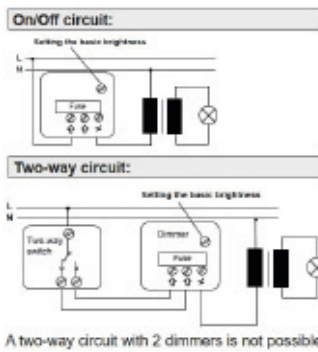 On/Off circuit:
Setting the basic brightness
L
N
Fuse
Two-way circuit:
Setting the basic brightness
L
N
Two-way
switch
Dimmer
Fuse
A two-way circuit with 2 dimmers is not possible